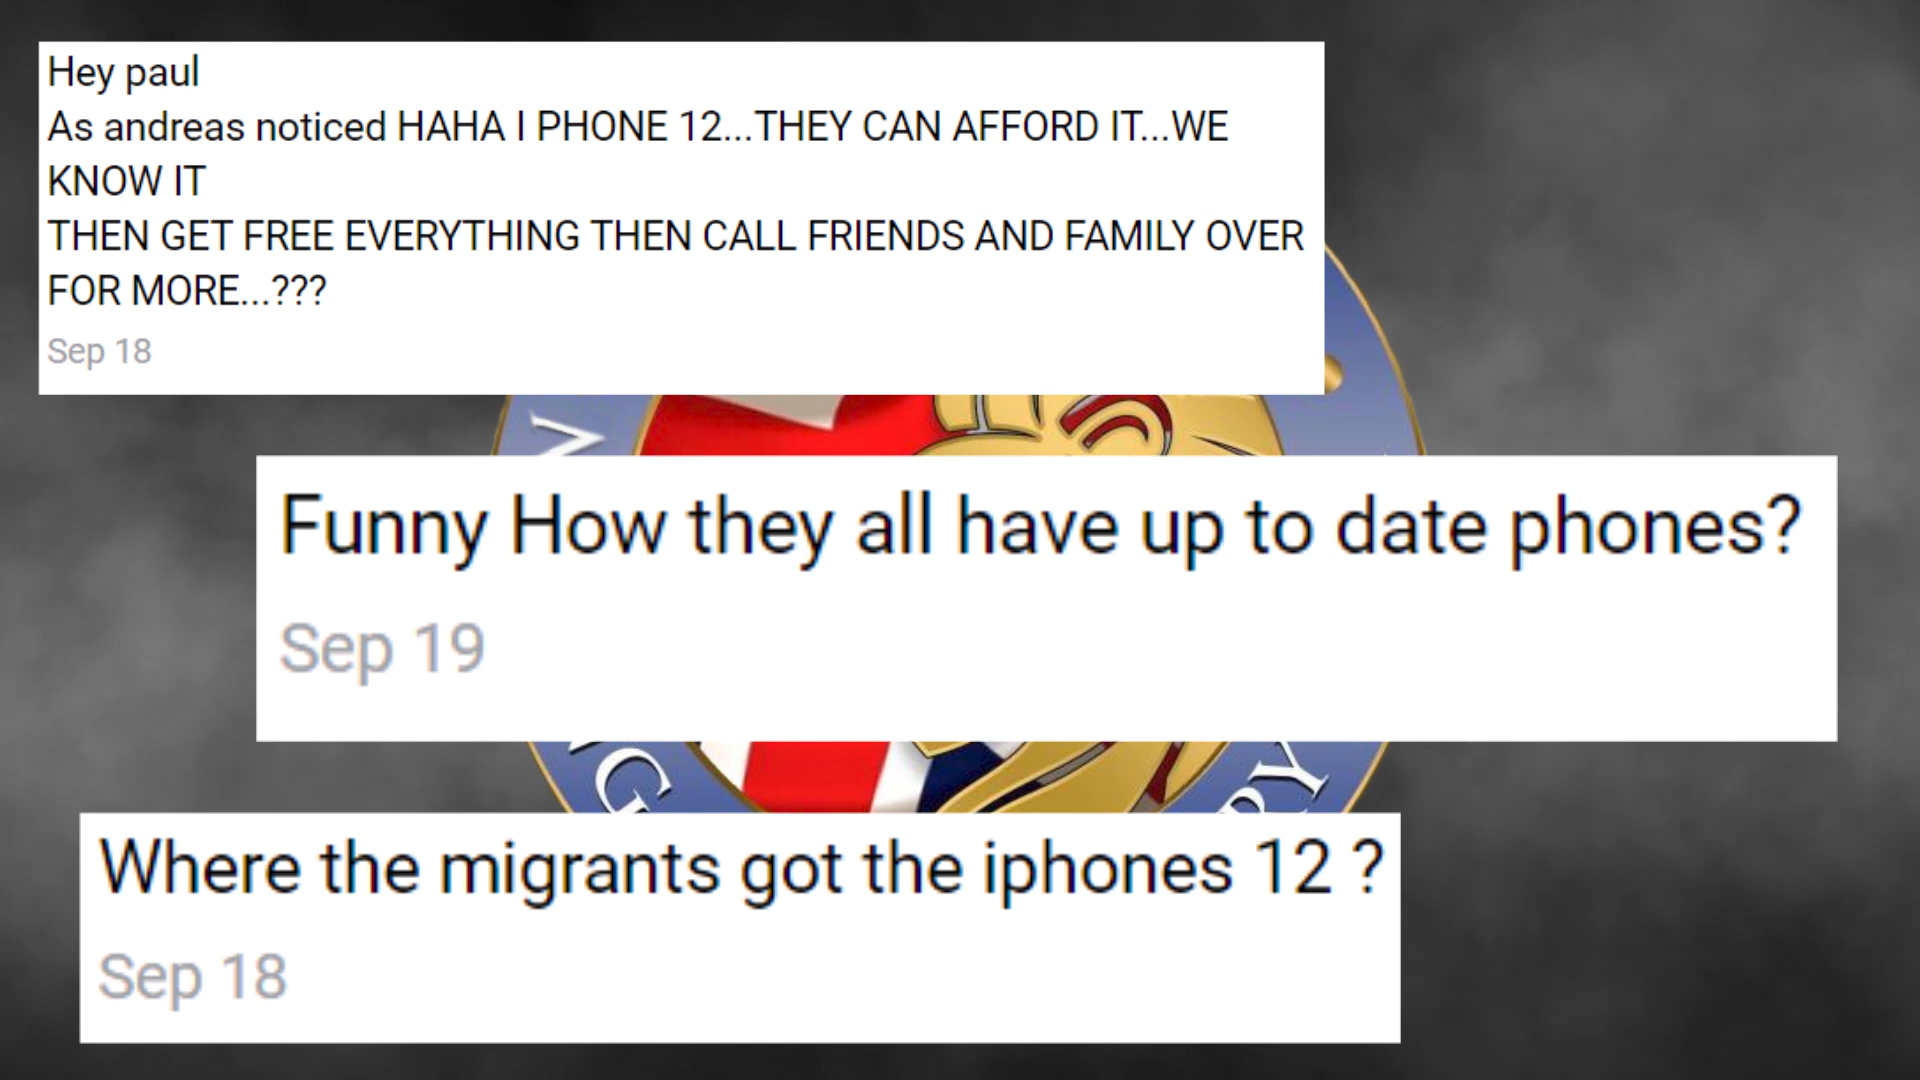 Hey paul
As andreas noticed HAHA I PHONE 12...THEY CAN AFFORD IT...WE
KNOW IT
THEN GET FREE EVERYTHING THEN CALL FRIENDS AND FAMILY OVER
FOR MORE...???
Sep 18
Funny How they all have up to date phones?
Sep 19
Where the migrants got the iphones 12 ?
Sep 18